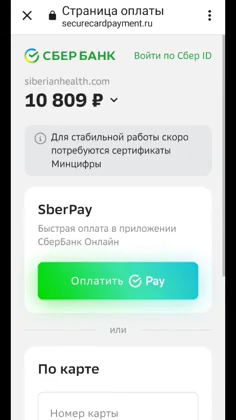 Страница оплаты
securecardpayment.ru
СБЕР БАНК
Войти по Сбер ID
siberianhealth.com
10 809 ₽
Для стабильной работы скоро
потребуются сертификаты
Минцифры
SberPay
Быстрая оплата в приложении
СберБанк Онлайн
Оплатить Pay
или
По карте
Номер карты